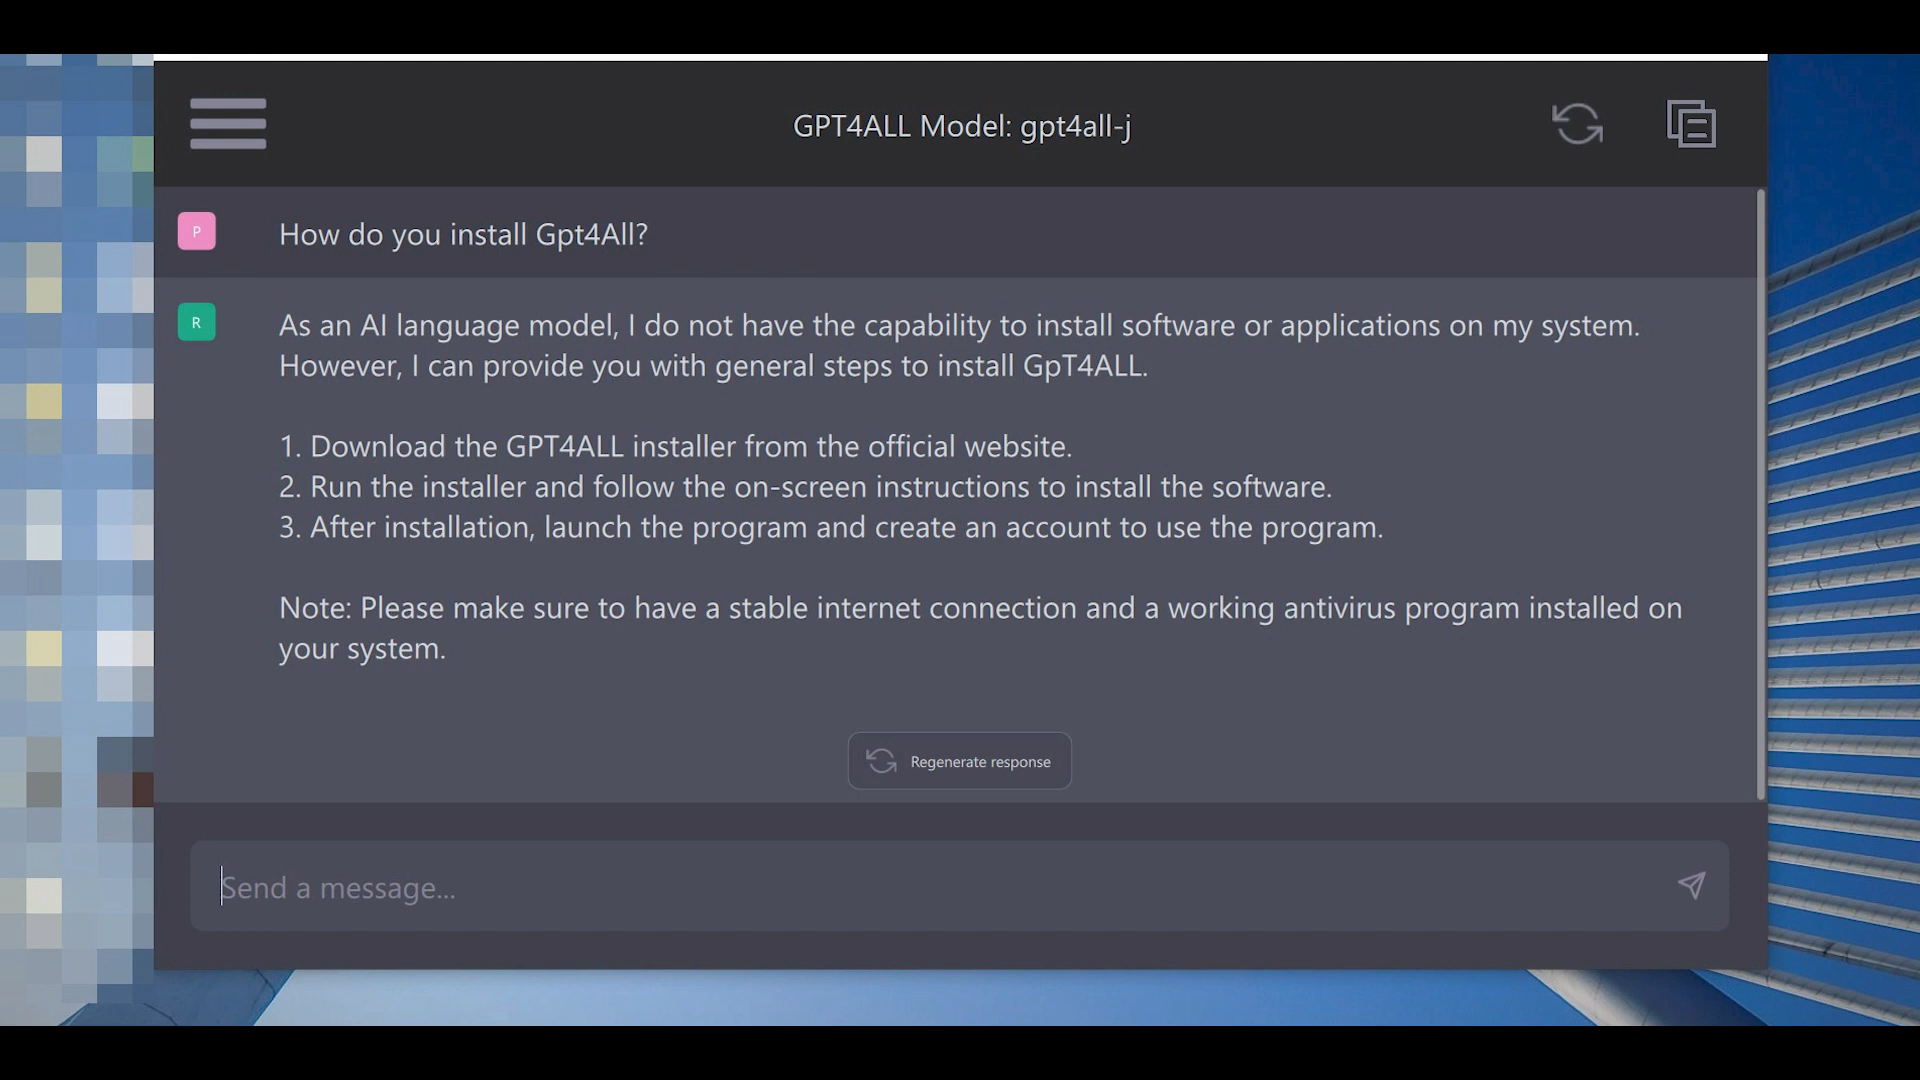 GPT4ALL Model: gpt4all-j
P
How do you install Gpt4All?
R
As an AI language model, I do not have the capability to install software or applications on my system.
However, I can provide you with general steps to install GpT4ALL.
1. Download the GPT4ALL installer from the official website.
2. Run the installer and follow the on-screen instructions to install the software.
3. After installation, launch the program and create an account to use the program.
Note: Please make sure to have a stable internet connection and a working antivirus program installed on
your system.
Regenerate response
Send a message...